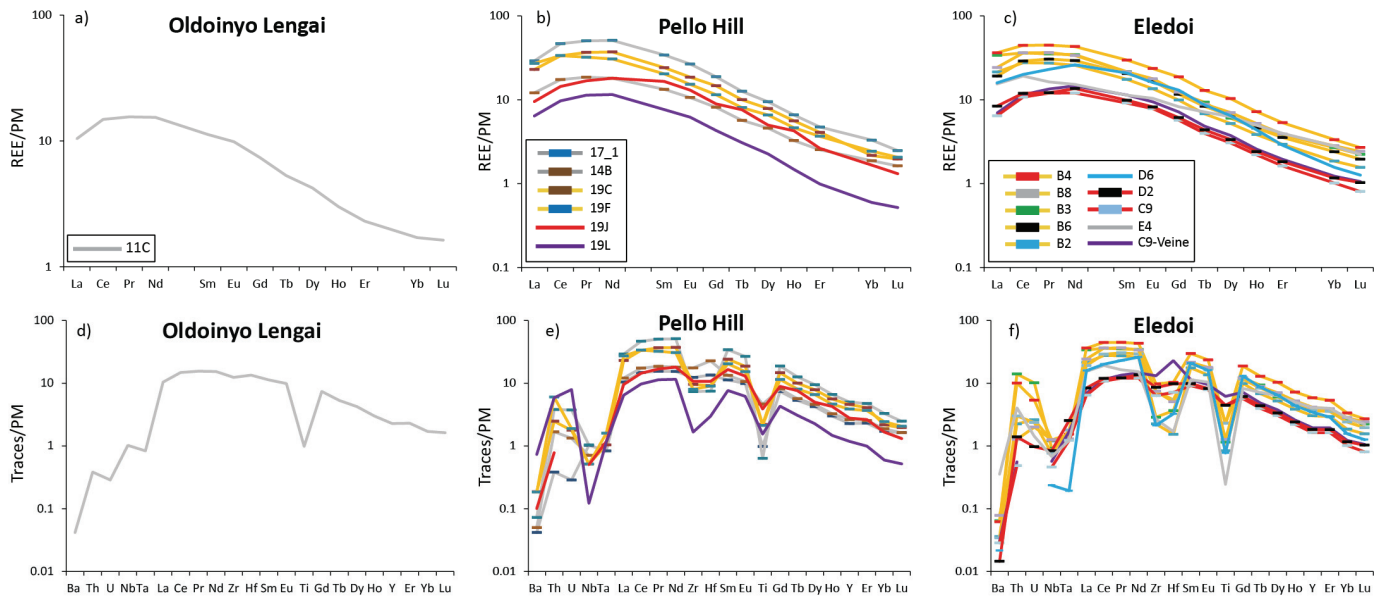 a) Oldoinyo Lengai
REE/PM
100
10
1
11C
La Ce Pr Nd Sm Eu Gd Tb Dy Ho Er Yb Lu
b) Pello Hill
REE/PM
100
10
1
0.1
17_1
14B
19C
19F
19J
19L
La Ce Pr Nd Sm Eu Gd Tb Dy Ho Er Yb Lu
c) Eledoi
REE/PM
100
10
1
0.1
B4 D6
B8 D2
B3 C9
B6 E4
B2 C9-Veine
La Ce Pr Nd Sm Eu Gd Tb Dy Ho Er Yb Lu
d) Oldoinyo Lengai
Traces/PM
100
10
1
0.1
0.01
Ba Th U Nb Ta La Ce Pr Nd Zr Hf Sm Eu Ti Gd Tb Dy Ho Y Er Yb Lu
e) Pello Hill
Traces/PM
100
10
1
0.1
0.01
Ba Th U Nb Ta La Ce Pr Nd Zr Hf Sm Eu Ti Gd Tb Dy Ho Y Er Yb Lu
f) Eledoi
Traces/PM
100
10
1
0.1
0.01
Ba Th U Nb Ta La Ce Pr Nd Zr Hf Sm Eu Ti Gd Tb Dy Ho Y Er Yb Lu